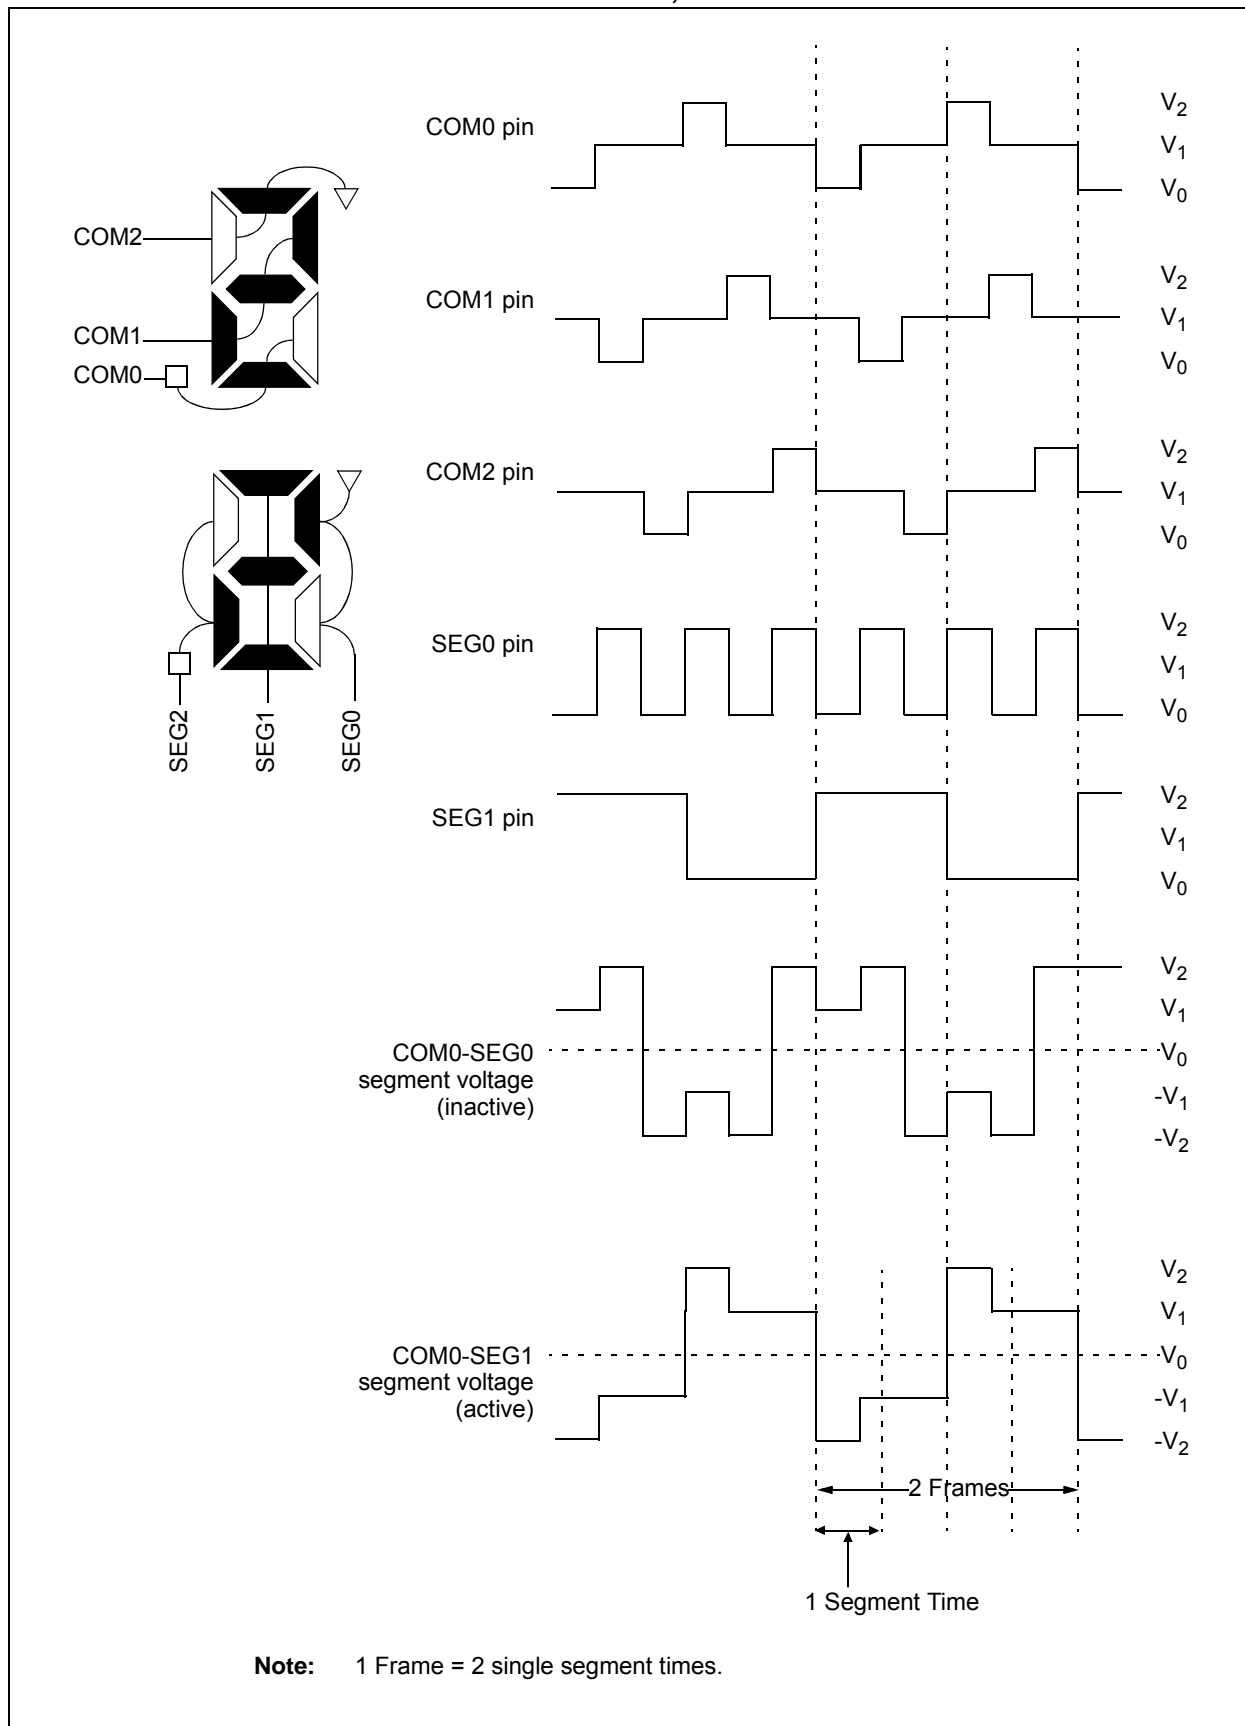 COM0 pin
V2
V1
V0
COM2
COM1
COM0
COM1 pin
V2
V1
V0
COM2 pin
V2
V1
V0
SEG2
SEG1
SEG0
SEG0 pin
V2
V1
V0
SEG1 pin
V2
V1
V0
COM0-SEG0
segment voltage
(inactive)
V2
V1
V0
-V1
-V2
COM0-SEG1
segment voltage
(active)
V2
V1
V0
-V1
-V2
2 Frames
1 Segment Time
Note: 1 Frame = 2 single segment times.